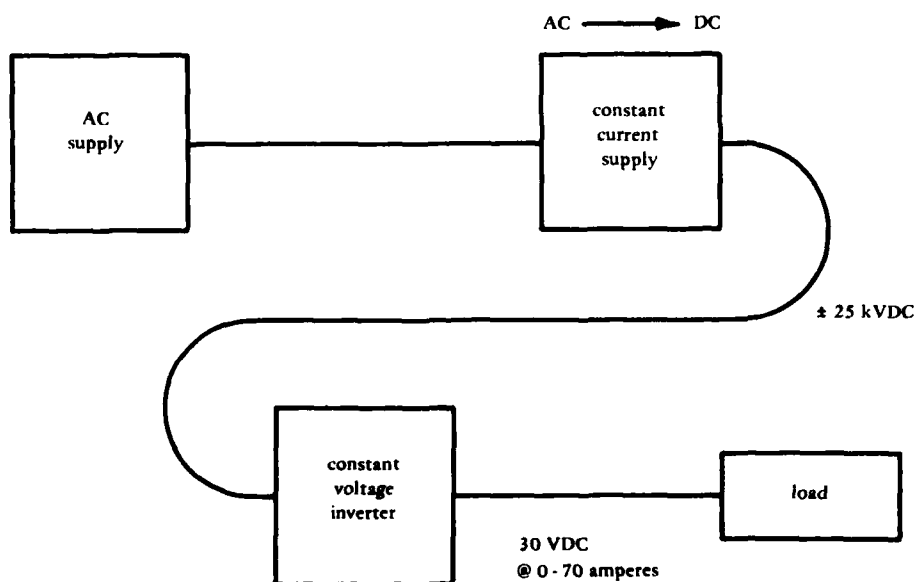 AC → DC
AC
supply
constant
current
supply
± 25 kVDC
constant
voltage
inverter
load
30 VDC
@ 0 - 70 amperes